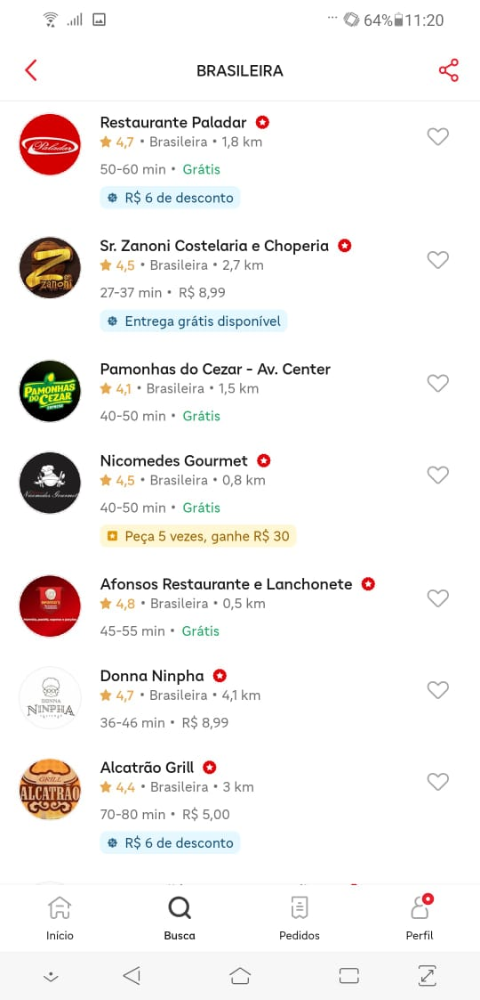 64% 11:20
BRASILEIRA
Restaurante Paladar
4,7 • Brasileira • 1,8 km
50-60 min • Grátis
R$ 6 de desconto
Paladar
Sr. Zanoni Costelaria e Choperia
4,5 • Brasileira • 2,7 km
27-37 min • R$ 8,99
Entrega grátis disponível
Z
sr.
zanoni
Pamonhas do Cezar - Av. Center
4,1 • Brasileira • 1,5 km
40-50 min • Grátis
PAMONHAS
DO CEZAR
EXPRESS
Nicomedes Gourmet
4,5 • Brasileira • 0,8 km
40-50 min • Grátis
Peça 5 vezes, ganhe R$ 30
Nicomedes Gourmet
Afonsos Restaurante e Lanchonete
4,8 • Brasileira • 0,5 km
45-55 min • Grátis
Donna Ninpha
4,7 • Brasileira • 4,1 km
36-46 min • R$ 8,99
DONNA
NINPHA
Alcatrão Grill
4,4 • Brasileira • 3 km
70-80 min • R$ 5,00
R$ 6 de desconto
GRILL
ALCATRÃO
Início
Busca
Pedidos
Perfil